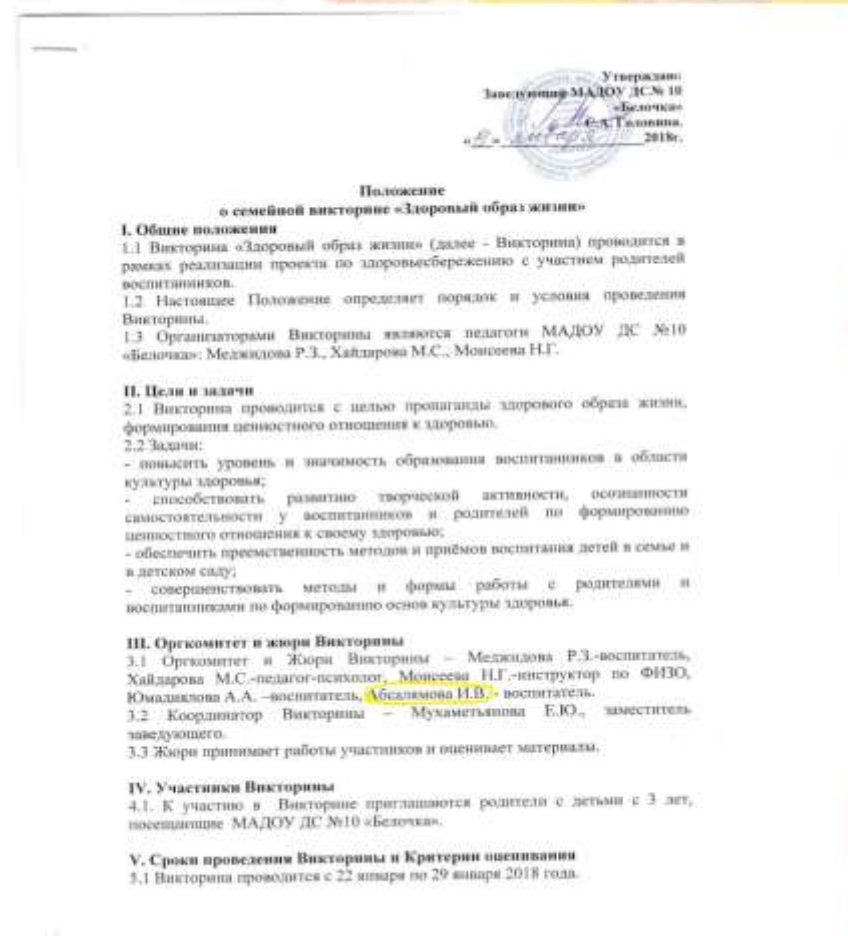 Утверждаю:
Заведующий МАДОУ ДС № 10
«Белочка»
С.А. Головина.
«9» января 2018г.
Положение
о семейной викторине «Здоровый образ жизни»
I. Общие положения
1.1 Викторина «Здоровый образ жизни» (далее - Викторина) проводится в
рамках реализации проекта по здоровьесбережению с участием родителей
воспитанников.
1.2 Настоящее Положение определяет порядок и условия проведения
Викторины.
1.3 Организаторами Викторины являются педагоги МАДОУ ДС №10
«Белочка»: Меджидова Р.З., Хайдарова М.С., Моисеева Н.Г.
II. Цели и задачи
2.1 Викторина проводится с целью пропаганды здорового образа жизни,
формирования ценностного отношения к здоровью.
2.2 Задачи:
- повысить уровень и значимость образования воспитанников в области
культуры здоровья;
- способствовать развитию творческой активности, осознанности
самостоятельности у воспитанников и родителей по формированию
ценностного отношения к своему здоровью;
- обеспечить преемственность методов и приёмов воспитания детей в семье и
в детском саду;
- совершенствовать методы и формы работы с родителями и
воспитанниками по формированию основ культуры здоровья.
III. Оргкомитет и жюри Викторины
3.1 Оргкомитет и Жюри Викторины – Меджидова Р.З.-воспитатель,
Хайдарова М.С.-педагог-психолог, Моисеева Н.Г.-инструктор по ФИЗО,
Юмадилова А.А. –воспитатель, Абсалямова И.В. - воспитатель.
3.2 Координатор Викторины – Мухаметьянова Е.Ю., заместитель
заведующего.
3.3 Жюри принимает работы участников и оценивает материалы.
IV. Участники Викторины
4.1. К участию в Викторине приглашаются родители с детьми с 3 лет,
посещающие МАДОУ ДС №10 «Белочка».
V. Сроки проведения Викторины и Критерии оценивания
5.1 Викторина проводится с 22 января по 29 января 2018 года.